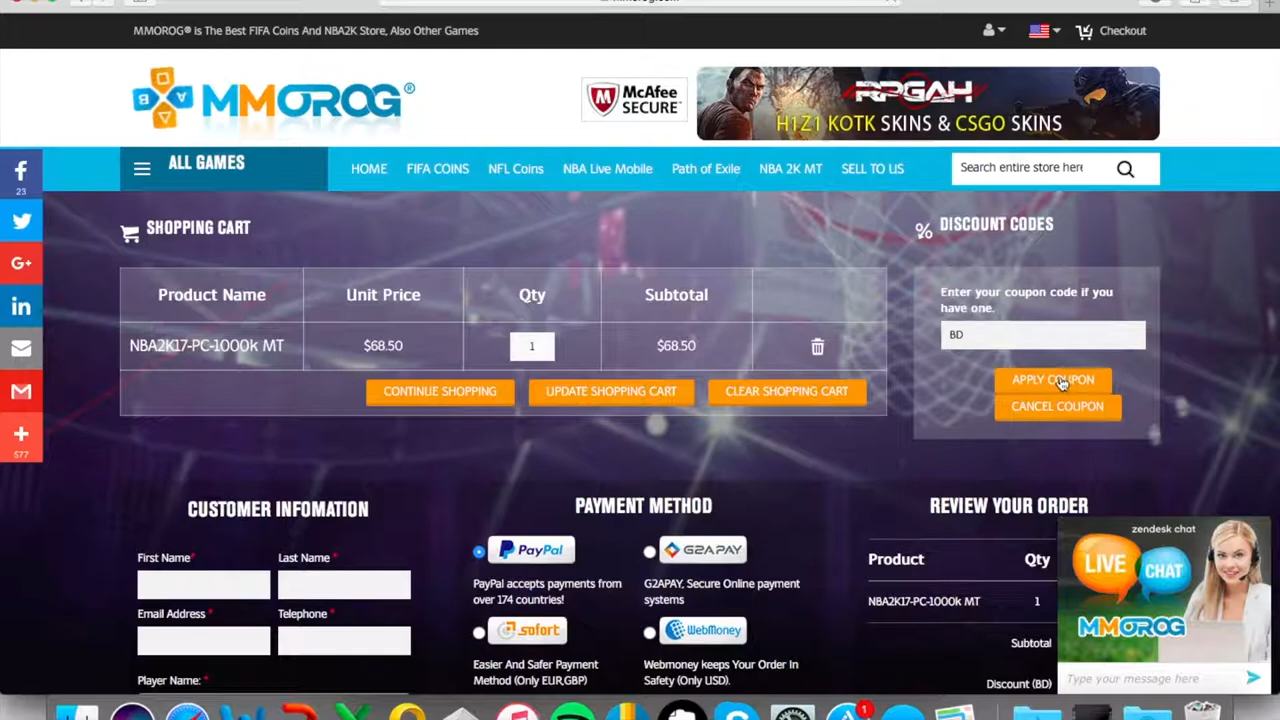 MMOROG® is The Best FIFA Coins And NBA2K Store, Also Other Games
Checkout
MMOROG®
McAfee
SECURE™
RPGAH
H1Z1 KOTK SKINS & CSGO SKINS
ALL GAMES
HOME FIFA COINS NFL Coins NBA Live Mobile Path of Exile NBA 2K MT SELL TO US
Search entire store here
23
G+
in
577
SHOPPING CART
Product Name Unit Price Qty Subtotal
NBA2K17-PC-1000k MT $68.50 1 $68.50
CONTINUE SHOPPING UPDATE SHOPPING CART CLEAR SHOPPING CART
% DISCOUNT CODES
Enter your coupon code if you
have one.
BD
APPLY COUPON
CANCEL COUPON
CUSTOMER INFOMATION
First Name* Last Name *
Email Address * Telephone *
Player Name: *
PAYMENT METHOD
PayPal
PayPal accepts payments from
over 174 countries!
G2APAY
G2APAY, Secure Online payment
systems
sofort
Easier And Safer Payment
Method (Only EUR,GBP)
WebMoney
Webmoney keeps Your Order In
Safety (Only USD).
REVIEW YOUR ORDER
Product Qty
NBA2K17-PC-1000k MT 1
Subtotal
Discount (BD)
zendesk chat
LIVE
CHAT
MMOROG
Type your message here
1